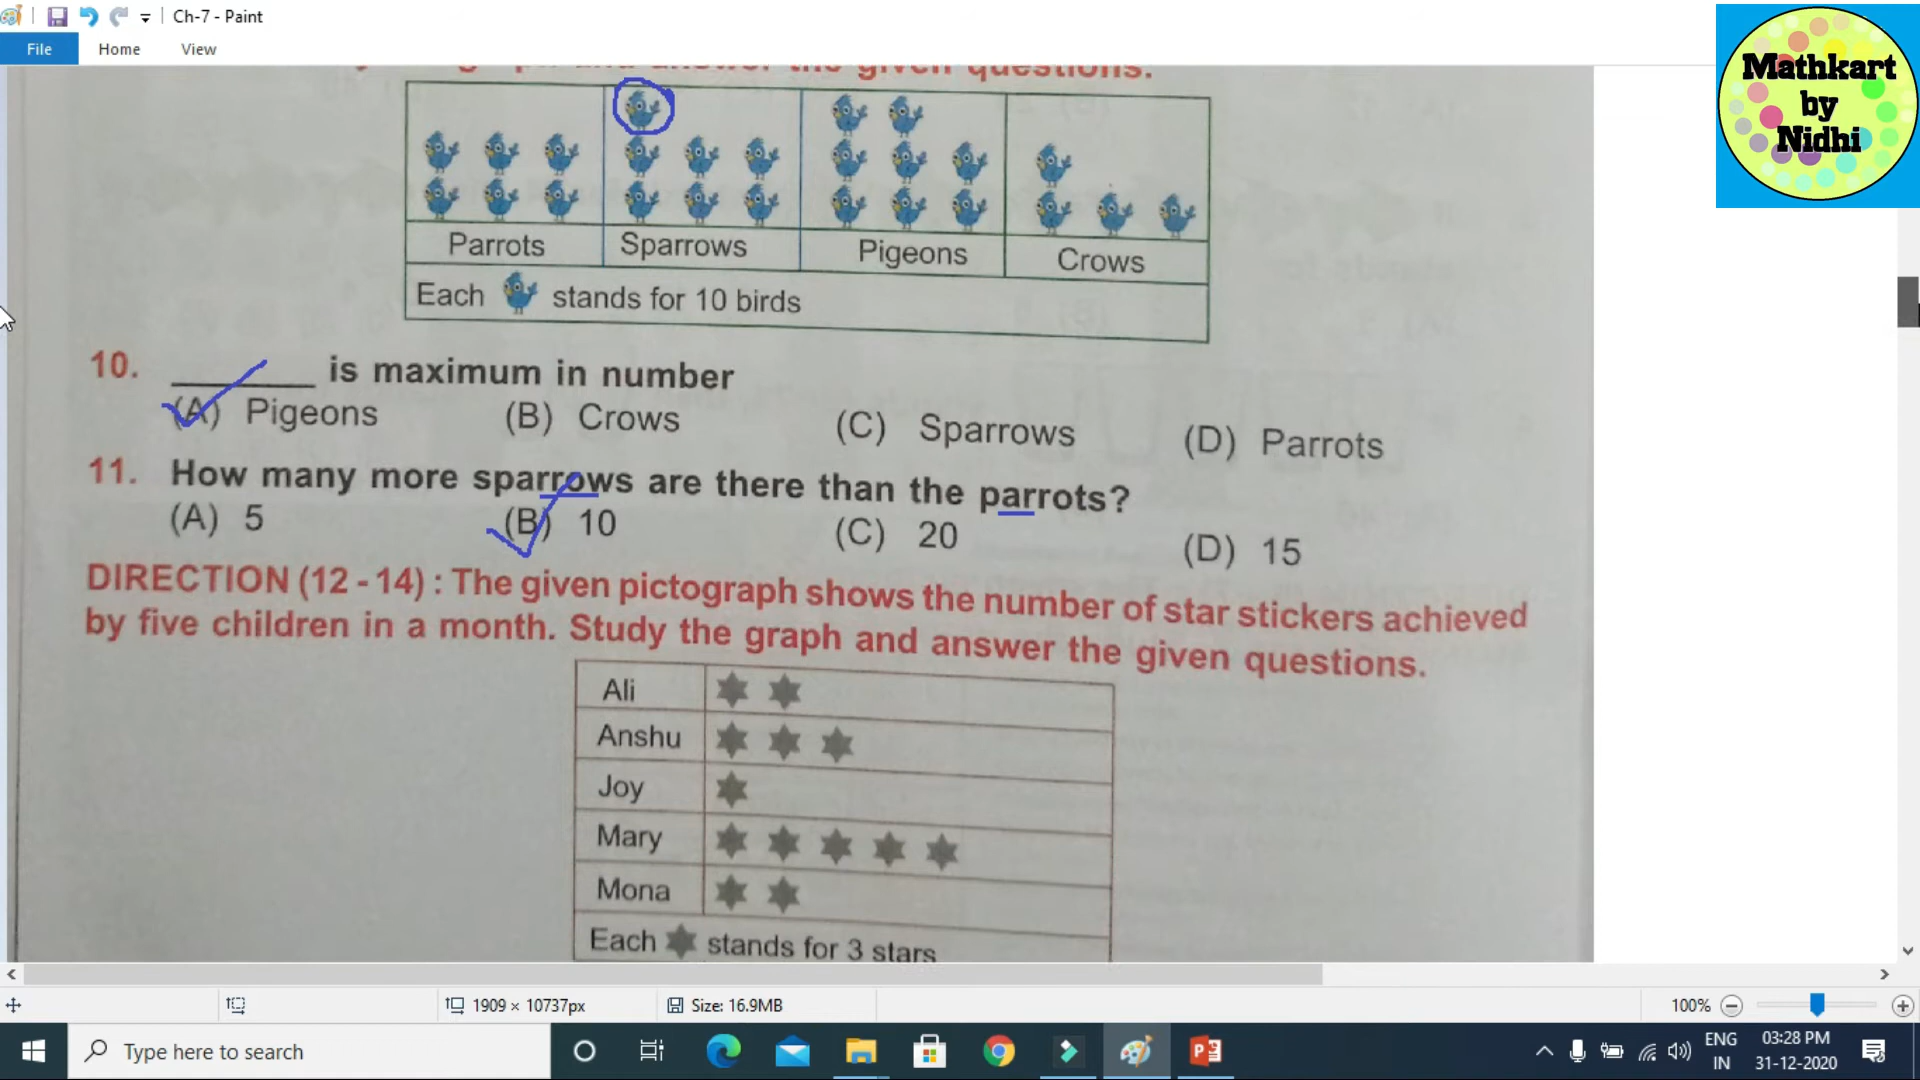 Ch-7 - Paint
File Home View
Mathkart
by
Nidhi
given questions.
Parrots Sparrows Pigeons Crows
Each stands for 10 birds
10. ______ is maximum in number
(A) Pigeons (B) Crows (C) Sparrows (D) Parrots
11. How many more sparrows are there than the parrots?
(A) 5 (B) 10 (C) 20 (D) 15
DIRECTION (12 - 14) : The given pictograph shows the number of star stickers achieved
by five children in a month. Study the graph and answer the given questions.
Ali
Anshu
Joy
Mary
Mona
Each stands for 3 stars
1909 × 10737px Size: 16.9MB 100%
Type here to search
ENG 03:28 PM
IN 31-12-2020